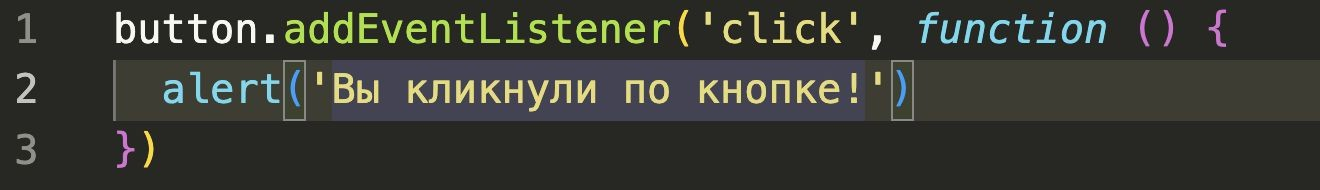 1 button.addEventListener('click', function () {
2   alert('Вы кликнули по кнопке!')
3 })